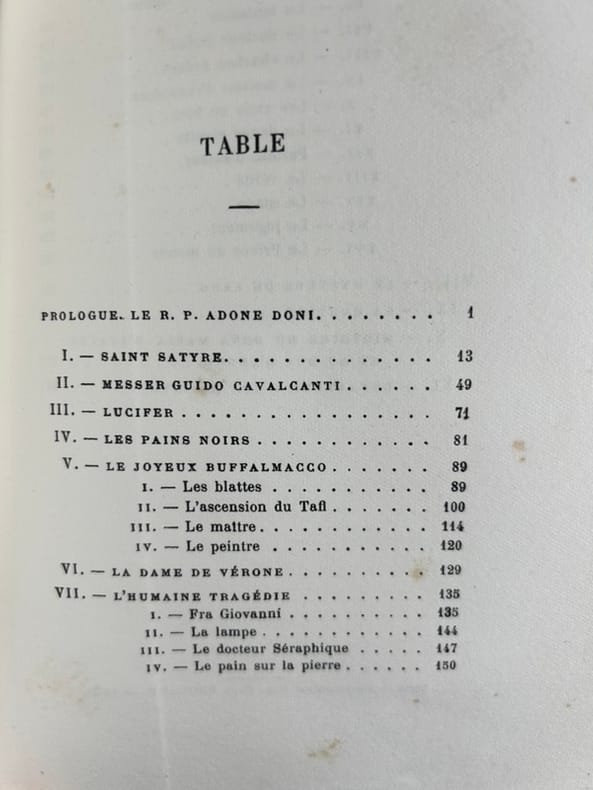 TABLE
PROLOGUE. LE R. P. ADONE DONI. . . . . . . . . 1
I. — SAINT SATYRE. . . . . . . . . . . . . . 13
II. — MESSER GUIDO CAVALCANTI . . . . . . 49
III. — LUCIFER . . . . . . . . . . . . . . . . . . 71
IV. — LES PAINS NOIRS . . . . . . . . . . . . 81
V. — LE JOYEUX BUFFALMACCO . . . . . . . 89
I. — Les blattes . . . . . . . . . . . 89
II. — L'ascension du Tafl . . . . . . . 100
III. — Le maître. . . . . . . . . . . . 114
IV. — Le peintre . . . . . . . . . . . 120
VI. — LA DAME DE VÉRONE . . . . . . . . . . 129
VII. — L'HUMAINE TRAGÉDIE . . . . . . . . . 135
I. — Fra Giovanni . . . . . . . . . . 135
II. — La lampe . . . . . . . . . . . . 144
III. — Le docteur Séraphique . . . . . 147
IV. — Le pain sur la pierre . . . . . . 150